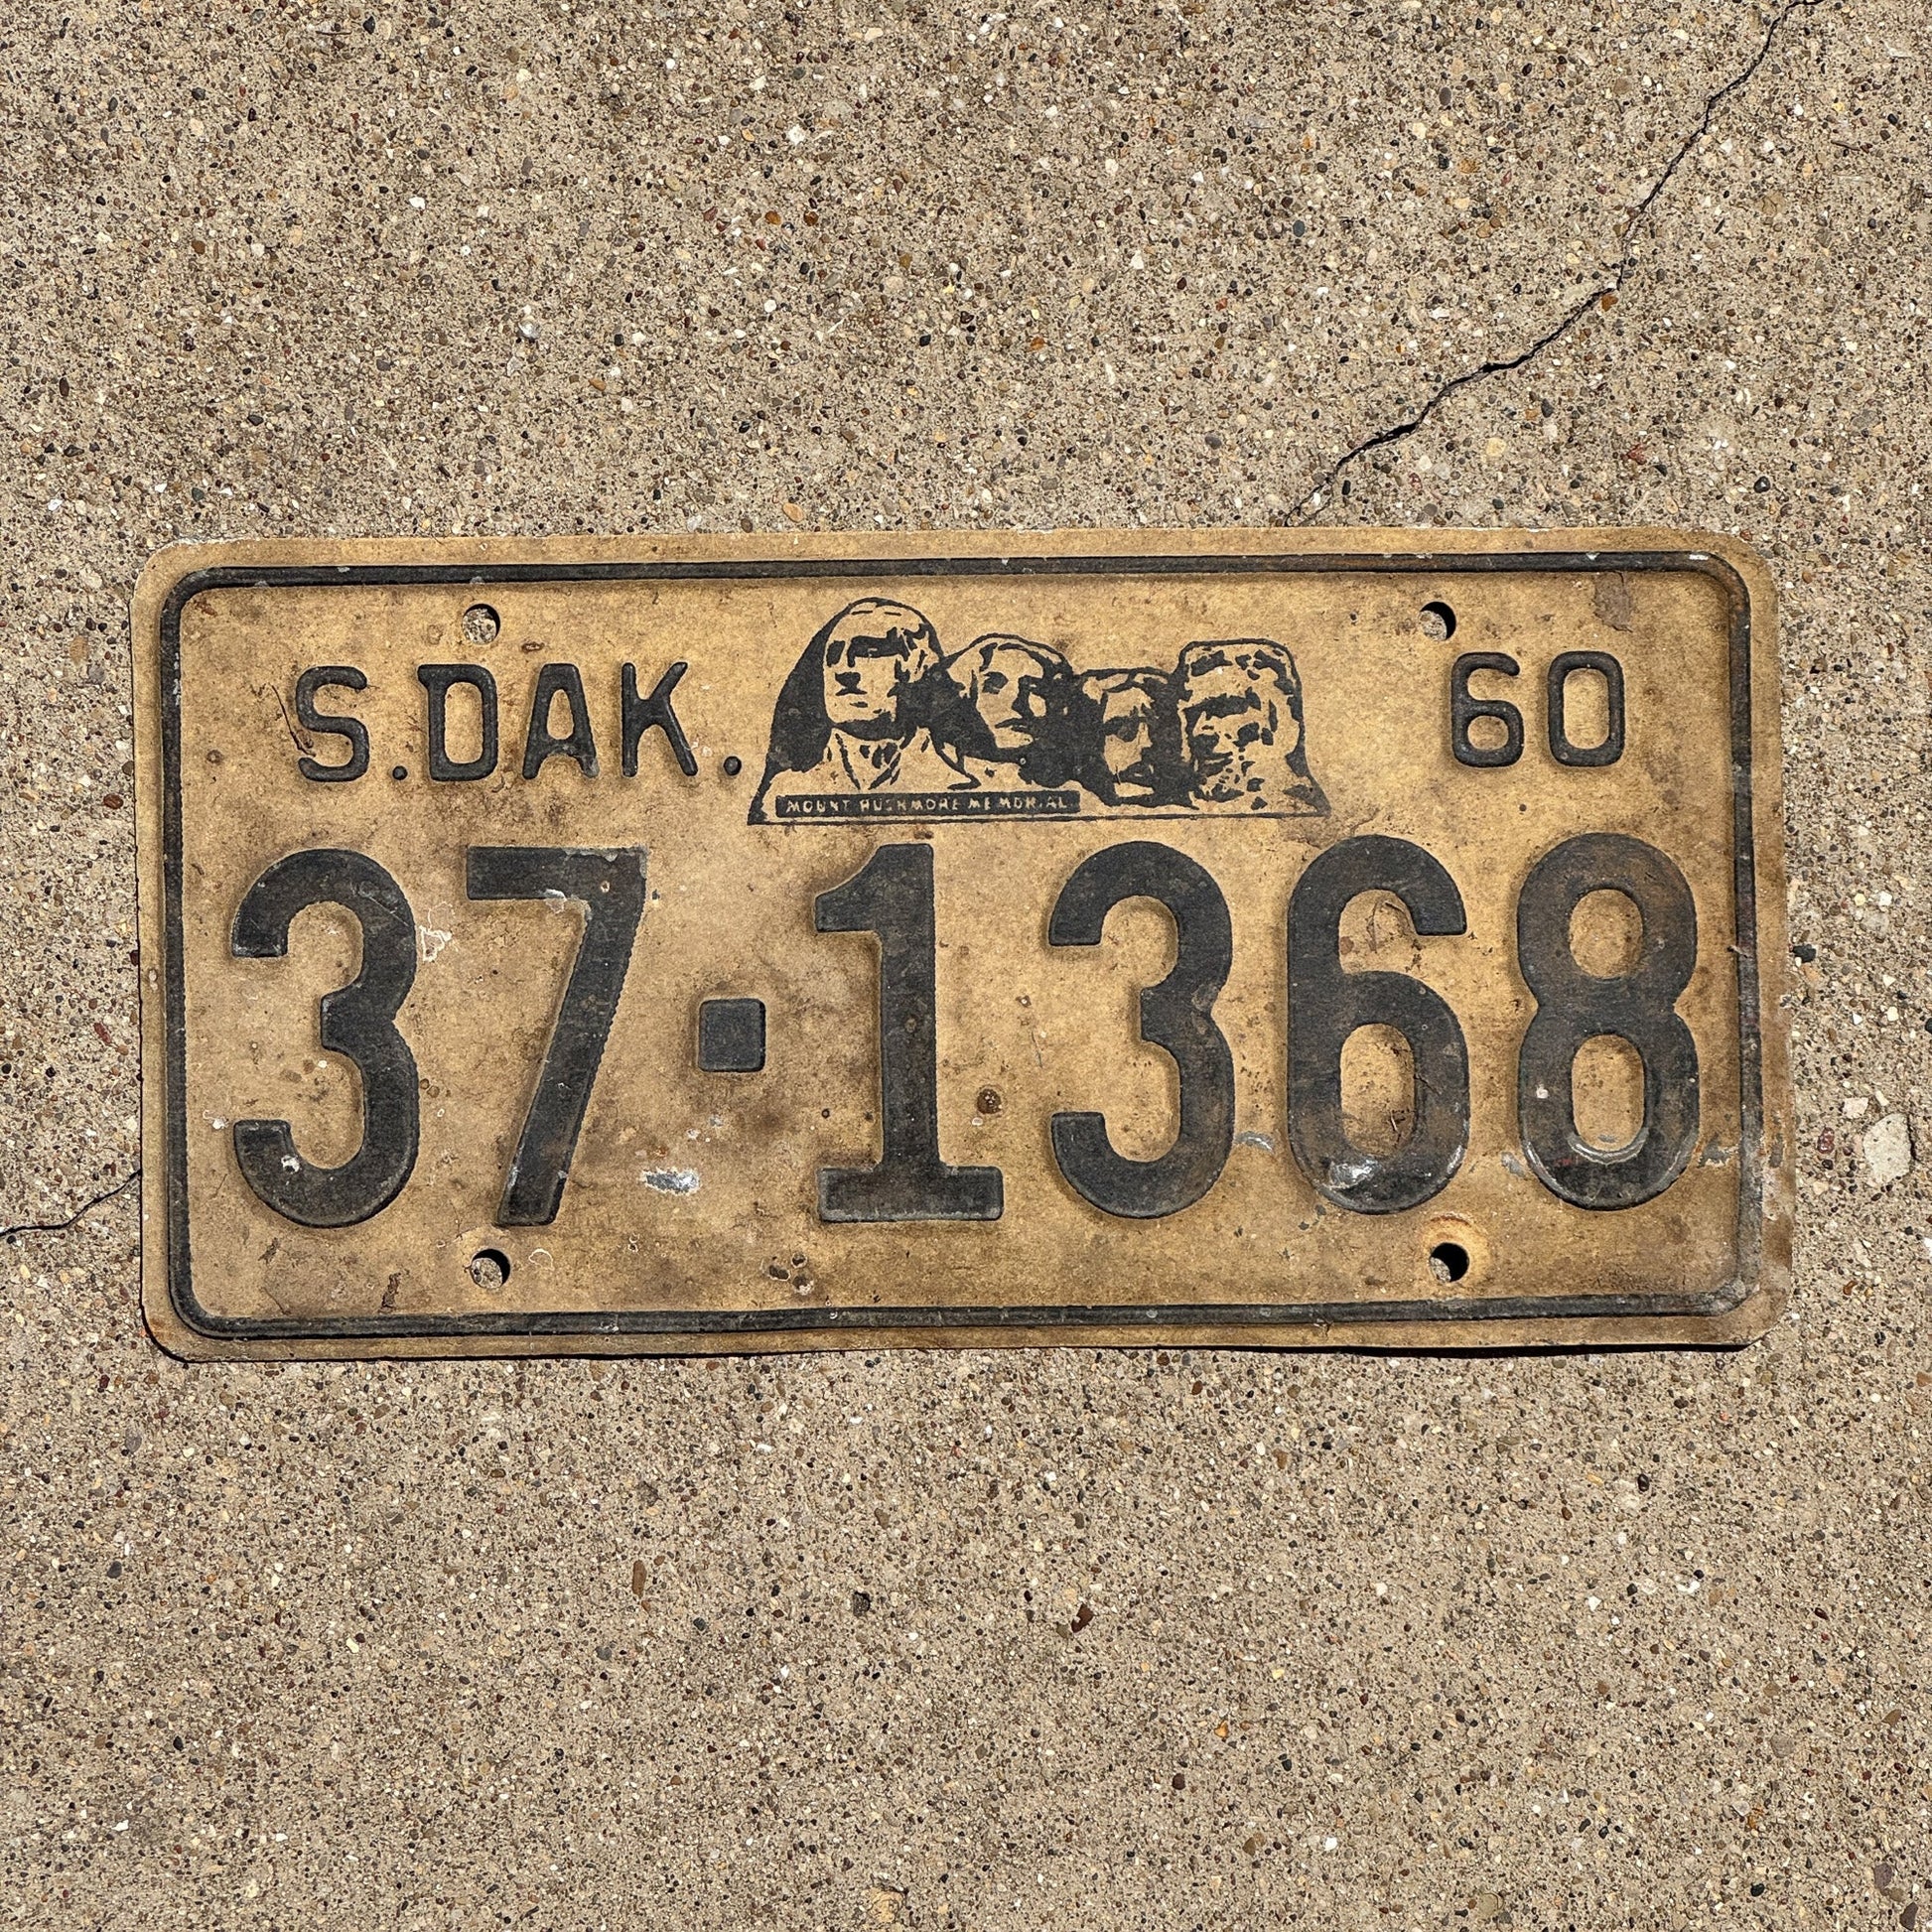 S.DAK. 60
MOUNT RUSHMORE MEMORIAL
37·1368